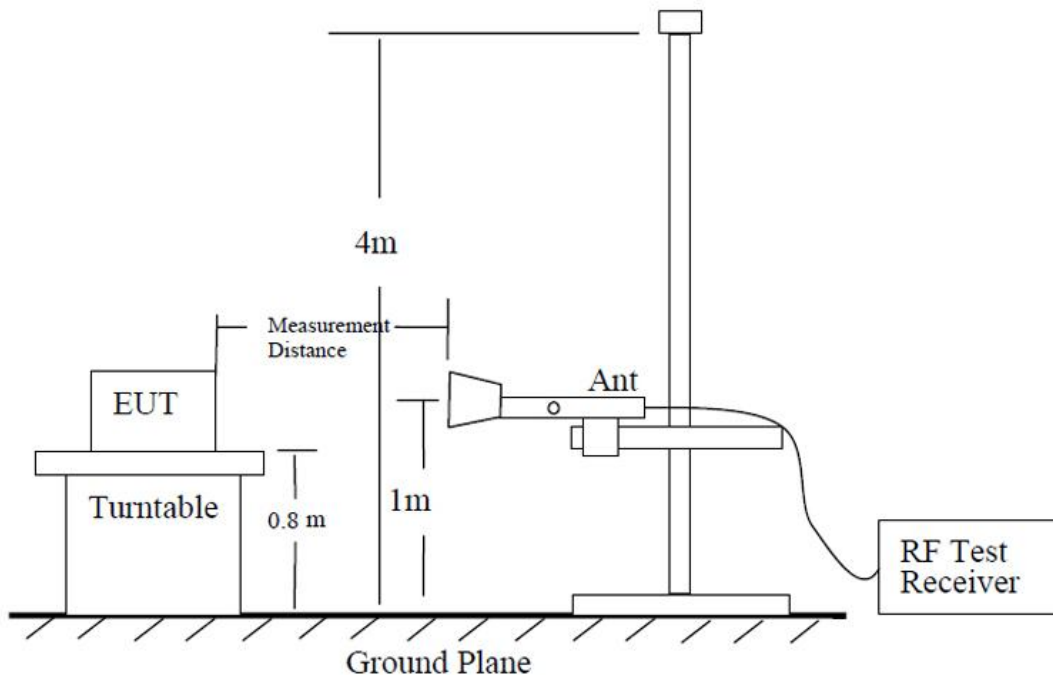 4m
Measurement
Distance
Ant
EUT
1m
Turntable
0.8 m
RF Test
Receiver
Ground Plane